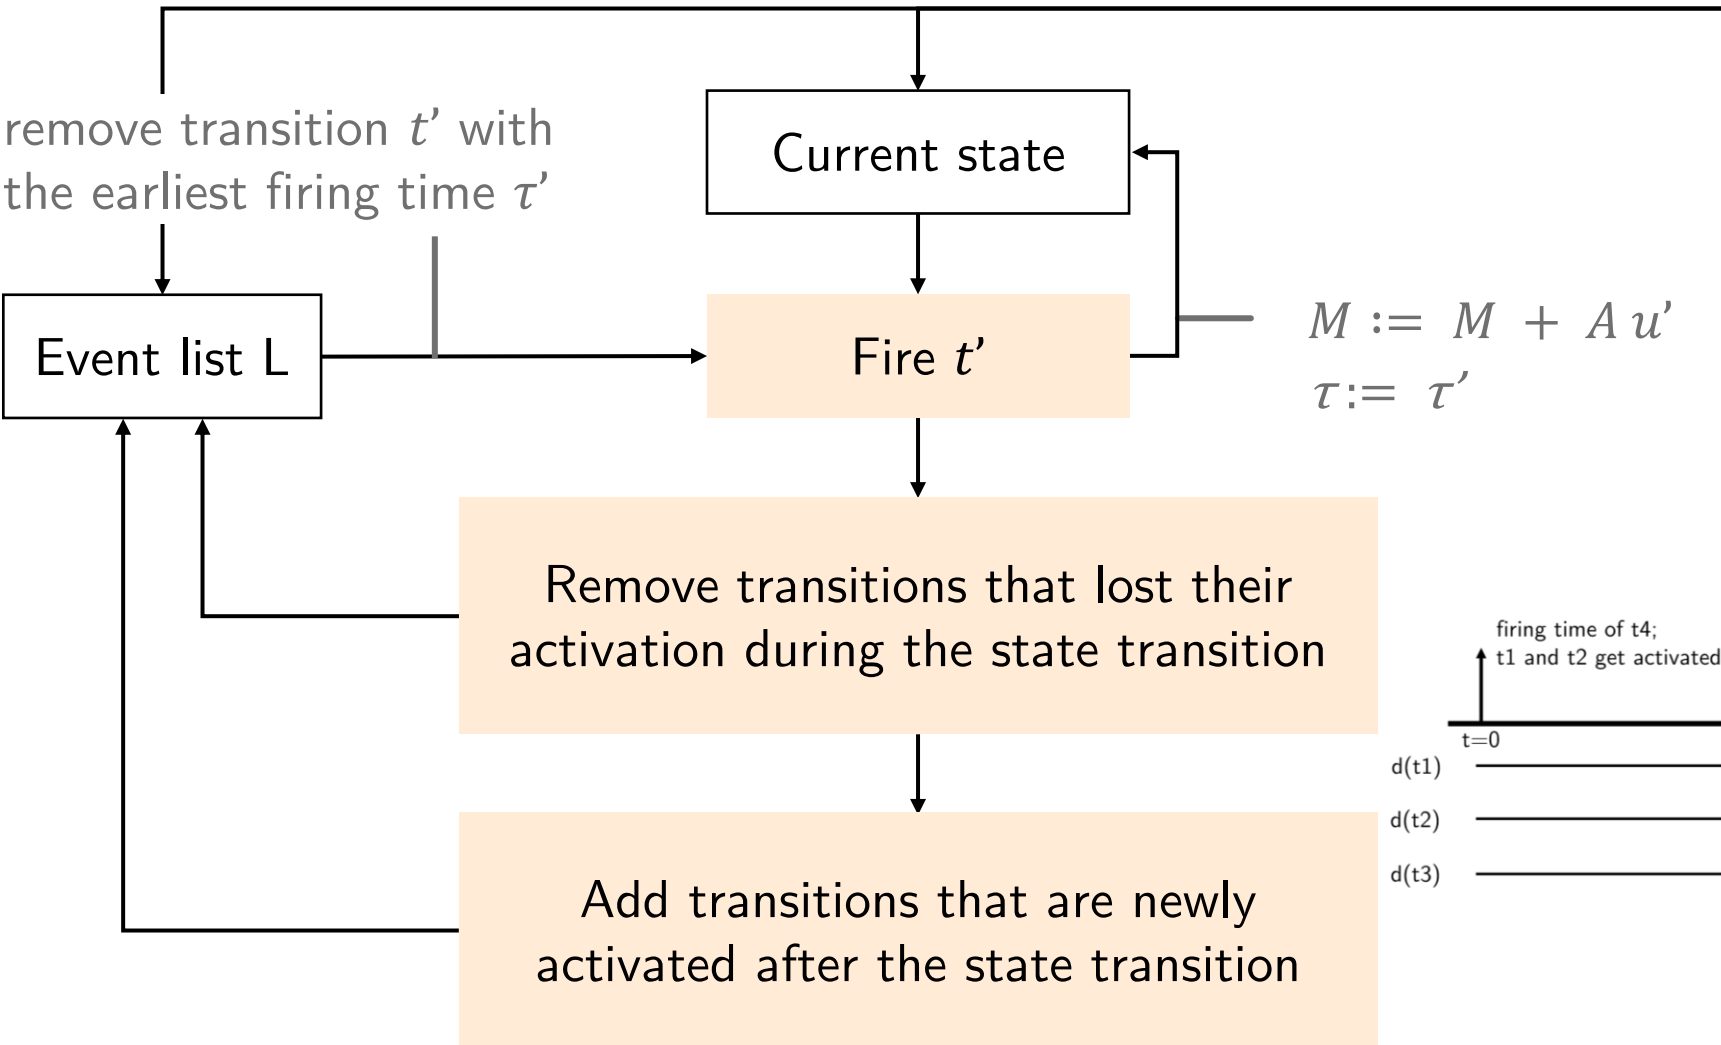 remove transition t’ with
the earliest firing time τ’
Current state
Event list L
Fire t’
M := M + A u’
τ := τ’
Remove transitions that lost their
activation during the state transition
Add transitions that are newly
activated after the state transition
firing time of t4;
t1 and t2 get activated
t=0
d(t1)
d(t2)
d(t3)